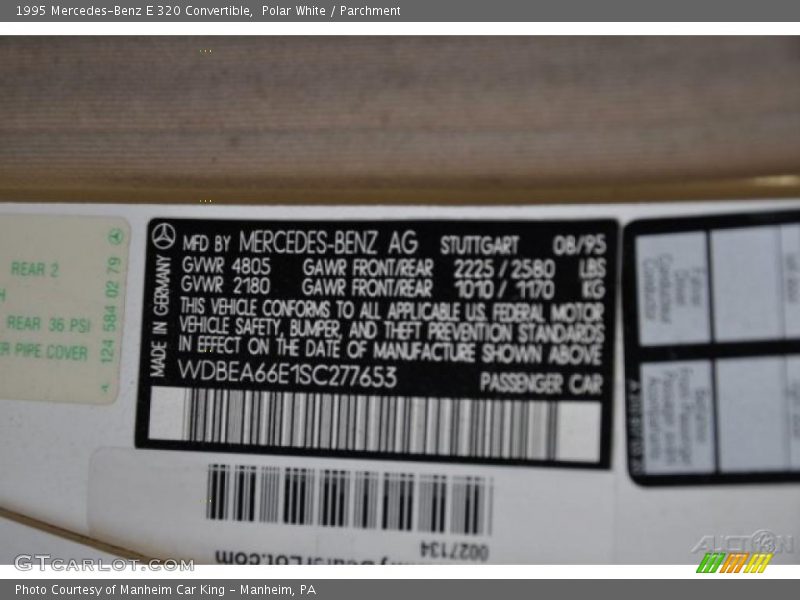 1995 Mercedes-Benz E 320 Convertible, Polar White / Parchment
REAR 2
REAR 36 PSI
ER PIPE COVER
A 124 584 02 79
MADE IN GERMANY
MFD BY MERCEDES-BENZ AG STUTTGART 08/95
GVWR 4805 GAWR FRONT/REAR 2225 / 2580 LBS
GVWR 2180 GAWR FRONT/REAR 1010 / 1170 KG
THIS VEHICLE CONFORMS TO ALL APPLICABLE U.S. FEDERAL MOTOR
VEHICLE SAFETY, BUMPER, AND THEFT PREVENTION STANDARDS
IN EFFECT ON THE DATE OF MANUFACTURE SHOWN ABOVE
WDBEA66E1SC277653 PASSENGER CAR
0027134
GTCarLot.com
Photo Courtesy of Manheim Car King - Manheim, PA